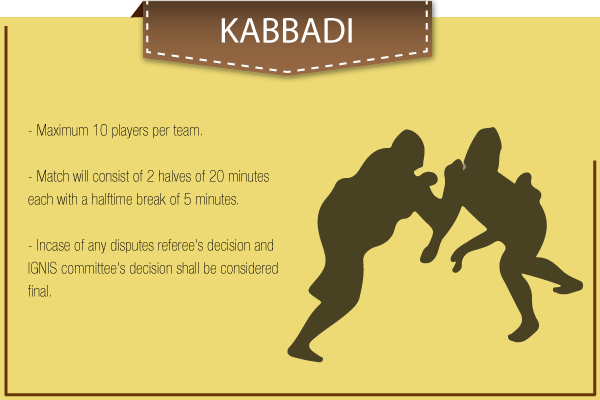 KABBADI
- Maximum 10 players per team.
- Match will consist of 2 halves of 20 minutes
each with a halftime break of 5 minutes.
- Incase of any disputes referee's decision and
IGNIS committee's decision shall be considered
final.